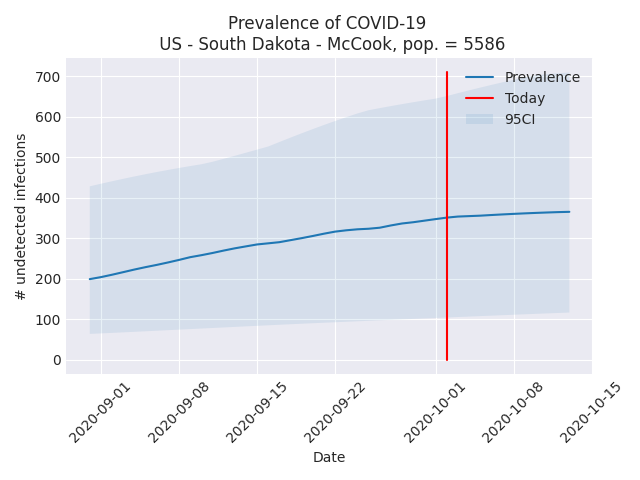 Prevalence of COVID-19
US - South Dakota - McCook, pop. = 5586
700
600
500
400
300
200
100
0
# undetected infections
Prevalence
Today
95CI
2020-09-01
2020-09-08
2020-09-15
2020-09-22
2020-10-01
2020-10-08
2020-10-15
Date